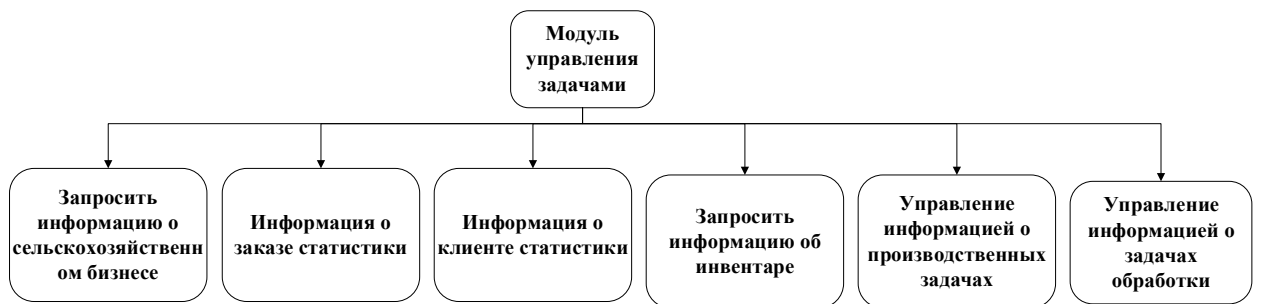 Модуль
управления
задачами
Запросить
информацию о
сельскохозяйственн
ом бизнесе
Информация о
заказе статистики
Информация о
клиенте статистики
Запросить
информацию об
инвентаре
Управление
информацией о
производственных
задачах
Управление
информацией о
задачах
обработки